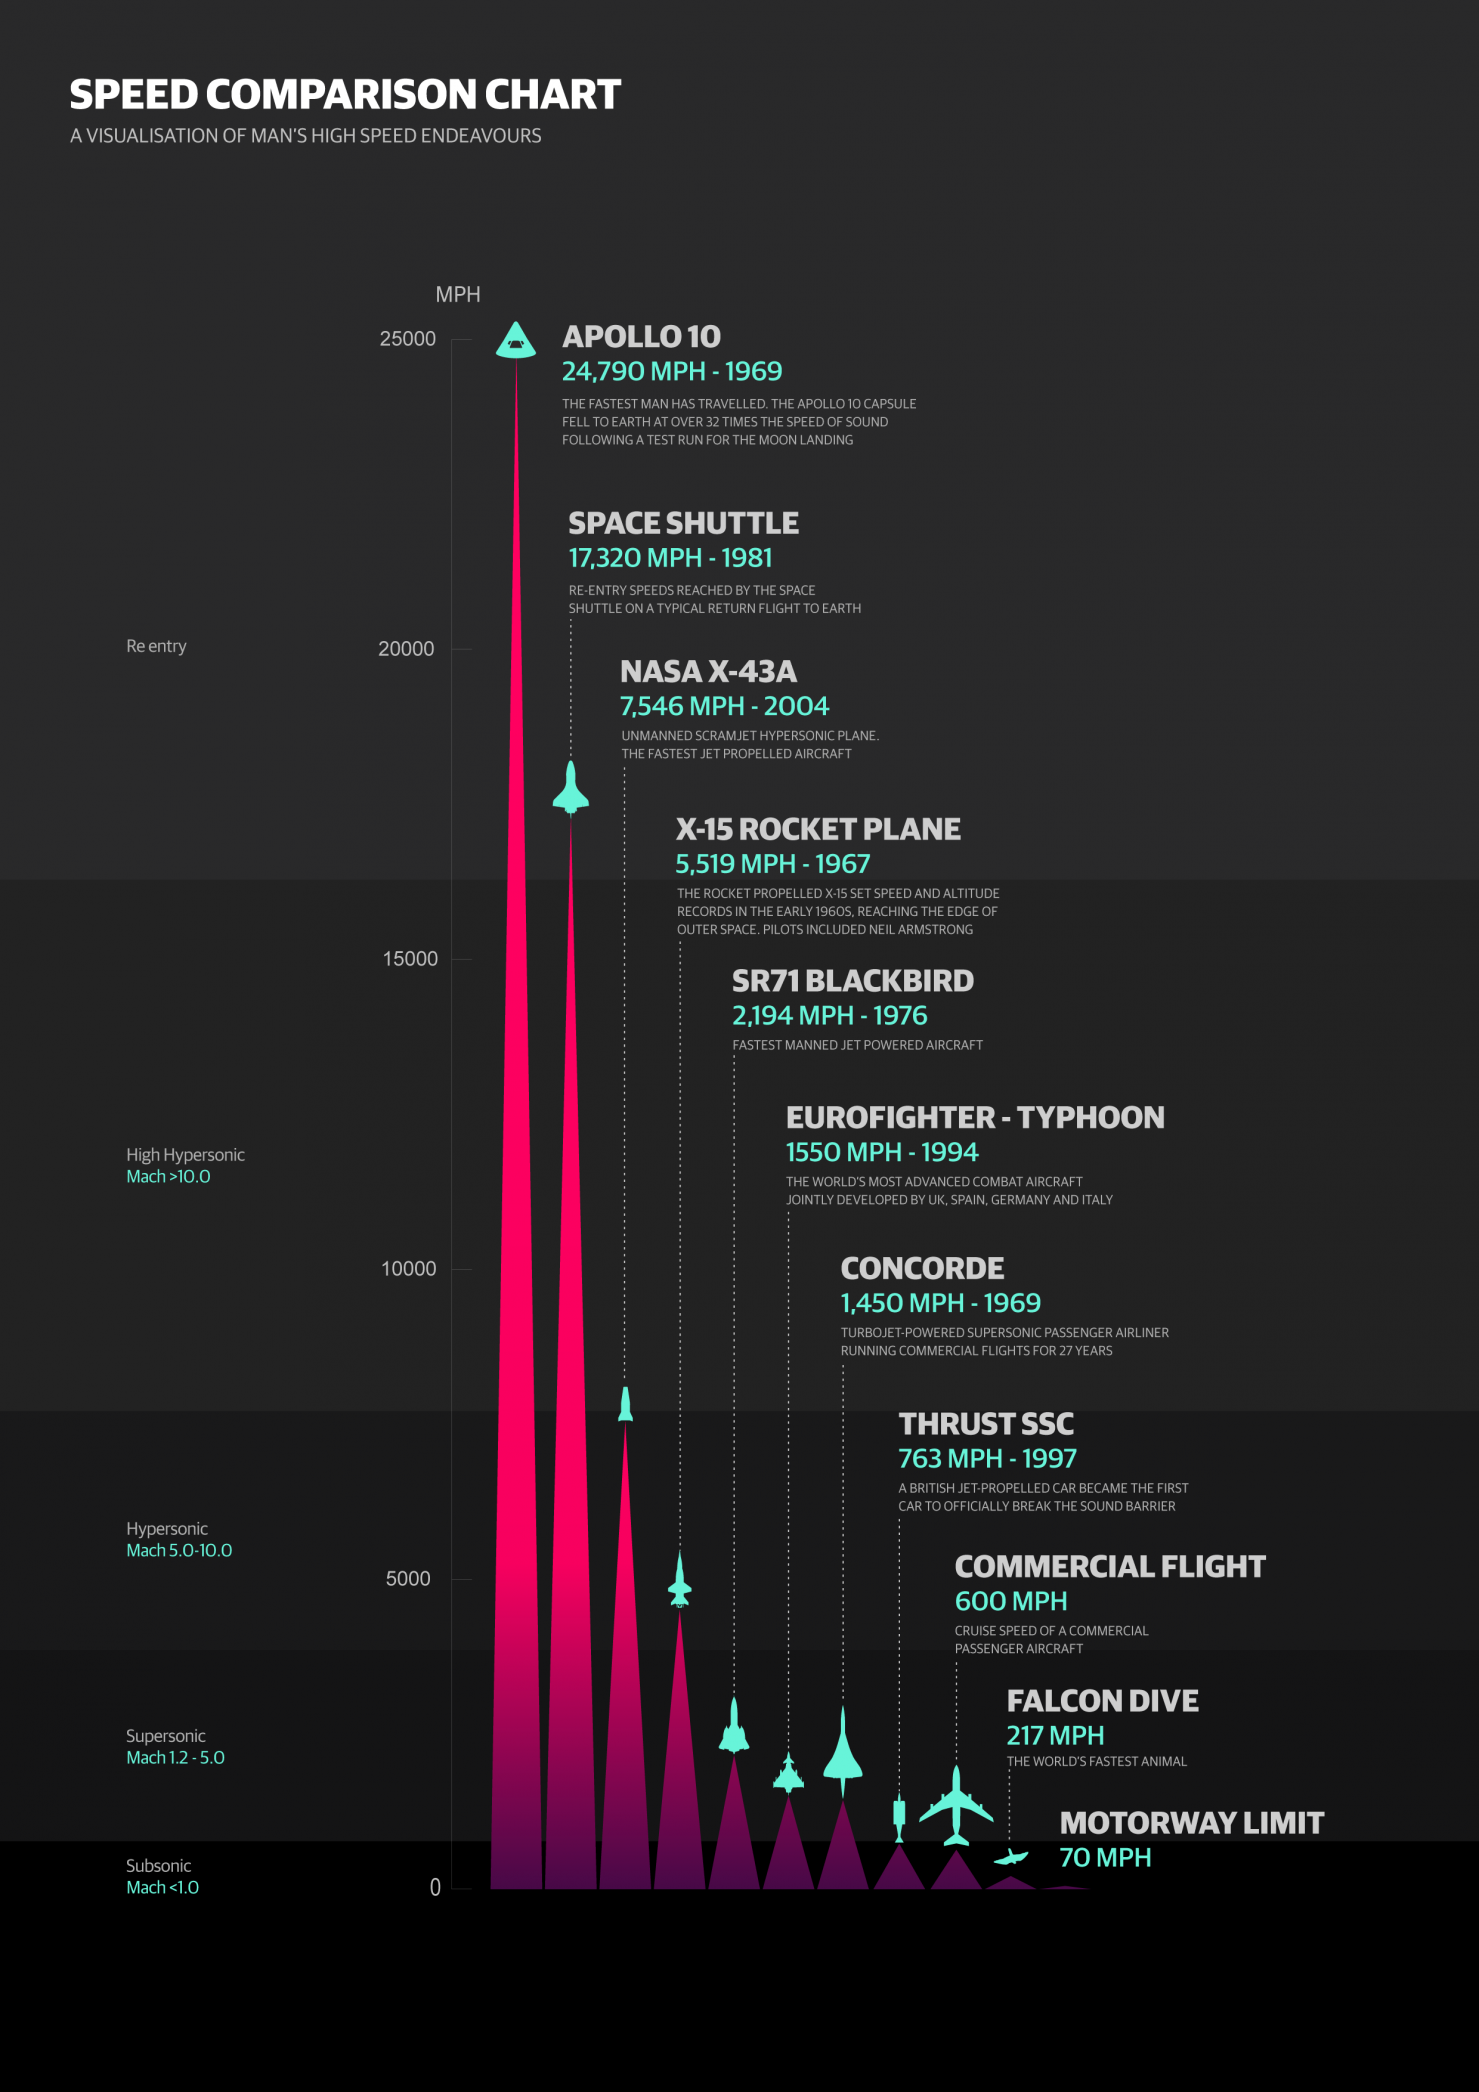 SPEED COMPARISON CHART
A VISUALISATION OF MAN'S HIGH SPEED ENDEAVOURS
MPH
25000
APOLLO 10
24,790 MPH - 1969
THE FASTEST MAN HAS TRAVELLED. THE APOLLO 10 CAPSULE
FELL TO EARTH AT OVER 32 TIMES THE SPEED OF SOUND
FOLLOWING A TEST RUN FOR THE MOON LANDING
SPACE SHUTTLE
17,320 MPH - 1981
RE-ENTRY SPEEDS REACHED BY THE SPACE
SHUTTLE ON A TYPICAL RETURN FLIGHT TO EARTH
Re entry
20000
NASA X-43A
7,546 MPH - 2004
UNMANNED SCRAMJET HYPERSONIC PLANE.
THE FASTEST JET PROPELLED AIRCRAFT
X-15 ROCKET PLANE
5,519 MPH - 1967
THE ROCKET PROPELLED X-15 SET SPEED AND ALTITUDE
RECORDS IN THE EARLY 1960S, REACHING THE EDGE OF
OUTER SPACE. PILOTS INCLUDED NEIL ARMSTRONG
15000
SR71 BLACKBIRD
2,194 MPH - 1976
FASTEST MANNED JET POWERED AIRCRAFT
EUROFIGHTER - TYPHOON
1550 MPH - 1994
THE WORLD'S MOST ADVANCED COMBAT AIRCRAFT
JOINTLY DEVELOPED BY UK, SPAIN, GERMANY AND ITALY
High Hypersonic
Mach >10.0
10000
CONCORDE
1,450 MPH - 1969
TURBOJET-POWERED SUPERSONIC PASSENGER AIRLINER
RUNNING COMMERCIAL FLIGHTS FOR 27 YEARS
THRUST SSC
763 MPH - 1997
A BRITISH JET-PROPELLED CAR BECAME THE FIRST
CAR TO OFFICIALLY BREAK THE SOUND BARRIER
Hypersonic
Mach 5.0-10.0
5000
COMMERCIAL FLIGHT
600 MPH
CRUISE SPEED OF A COMMERCIAL
PASSENGER AIRCRAFT
FALCON DIVE
217 MPH
THE WORLD'S FASTEST ANIMAL
Supersonic
Mach 1.2 - 5.0
MOTORWAY LIMIT
70 MPH
Subsonic
Mach <1.0
0